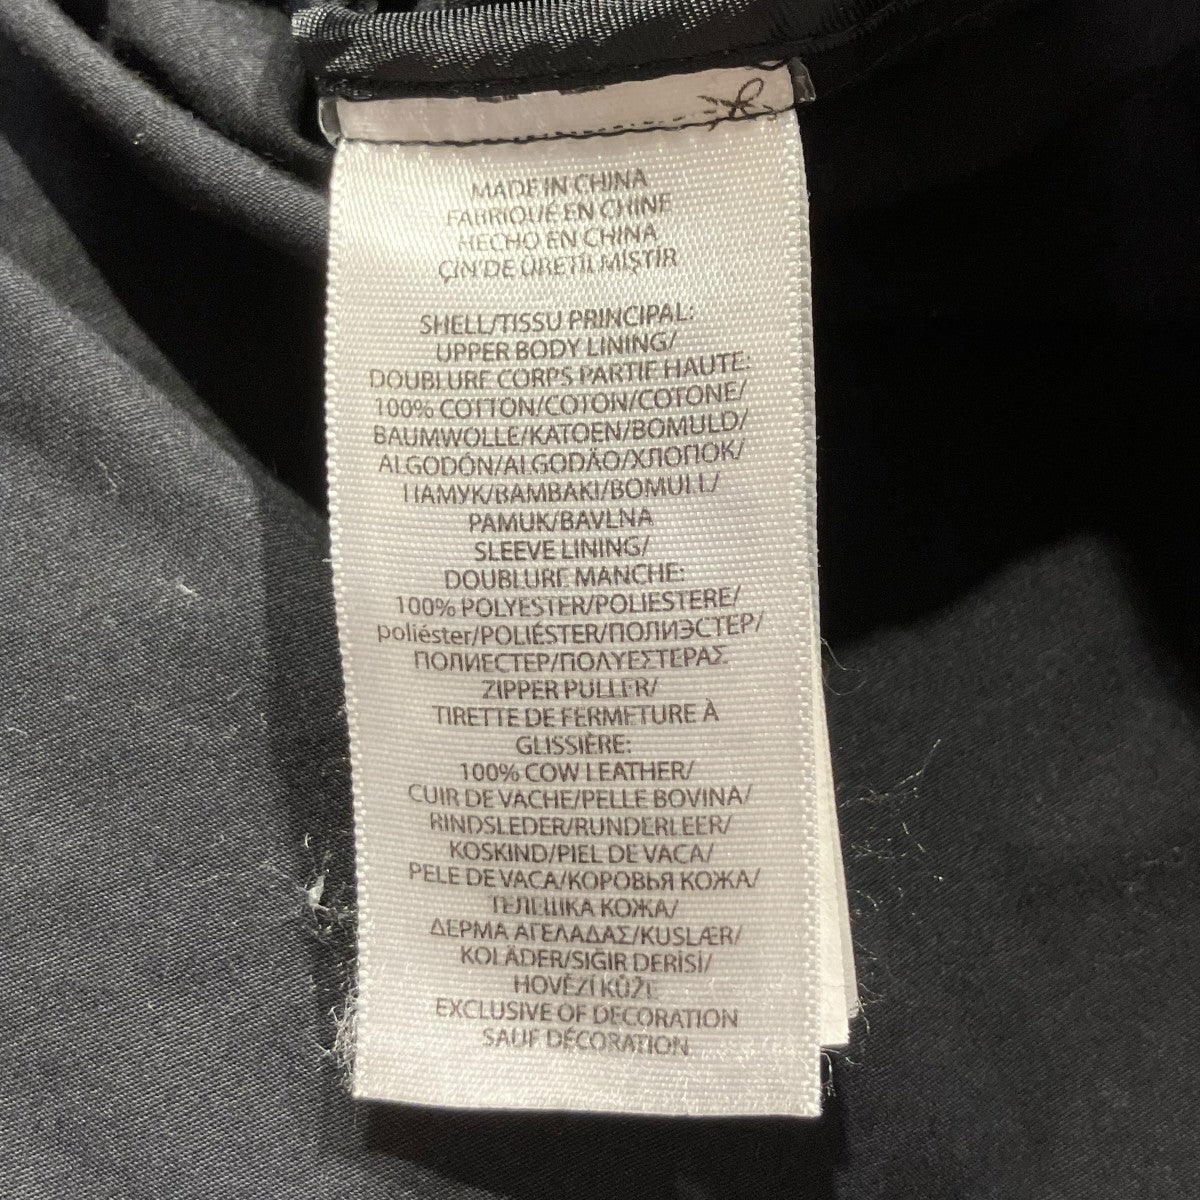 MADE IN CHINA
FABRIQUÉ EN CHINE
HECHO EN CHINA
ÇİN'DE ÜRETİLMİŞTİR
SHELL/TISSU PRINCIPAL:
UPPER BODY LINING/
DOUBLURE CORPS PARTIE HAUTE:
100% COTTON/COTON/COTONE/
BAUMWOLLE/KATOEN/BOMULD/
ALGODÓN/ALGODÃO/ХЛОПОК/
ПАМУК/ΒΑΜΒΑΚΙ/BOMULL/
PAMUK/BAVLNA
SLEEVE LINING/
DOUBLURE MANCHE:
100% POLYESTER/POLIESTERE/
poliéster/POLIÉSTER/ПОЛИЭСТЕР/
ПОЛИЕСТЕР/ΠΟΛΥΕΣΤΕΡΑΣ
ZIPPER PULLER/
TIRETTE DE FERMETURE À
GLISSIÈRE:
100% COW LEATHER/
CUIR DE VACHE/PELLE BOVINA/
RINDSLEDER/RUNDERLEER/
KOSKIND/PIEL DE VACA/
PELE DE VACA/КОРОВЬЯ КОЖА/
ТЕЛЕШКА КОЖА/
ΔΕΡΜΑ ΑΓΕΛΑΔΑΣ/KUSLÆR/
KOLÄDER/SIĞIR DERİSİ/
HOVĚZÍ KŮŽE
EXCLUSIVE OF DECORATION
SAUF DÉCORATION